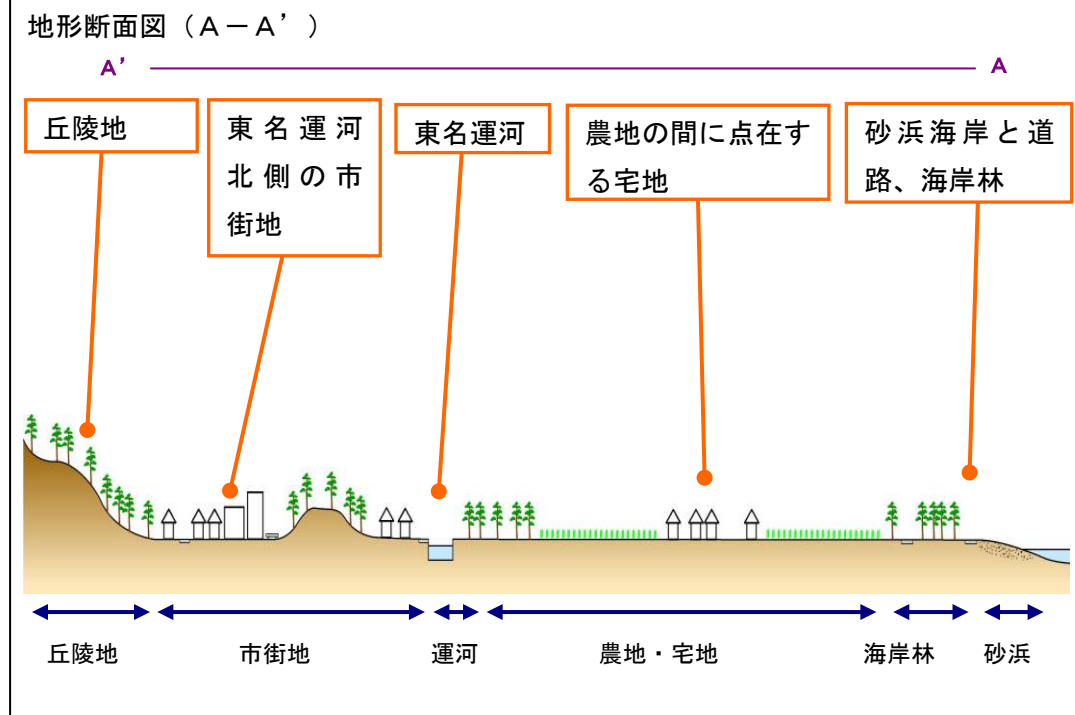 地形断面図（A－A’）
A’
A
丘陵地
東名運河
北側の市
街地
東名運河
農地の間に点在す
る宅地
砂浜海岸と道
路、海岸林
丘陵地
市街地
運河
農地・宅地
海岸林
砂浜